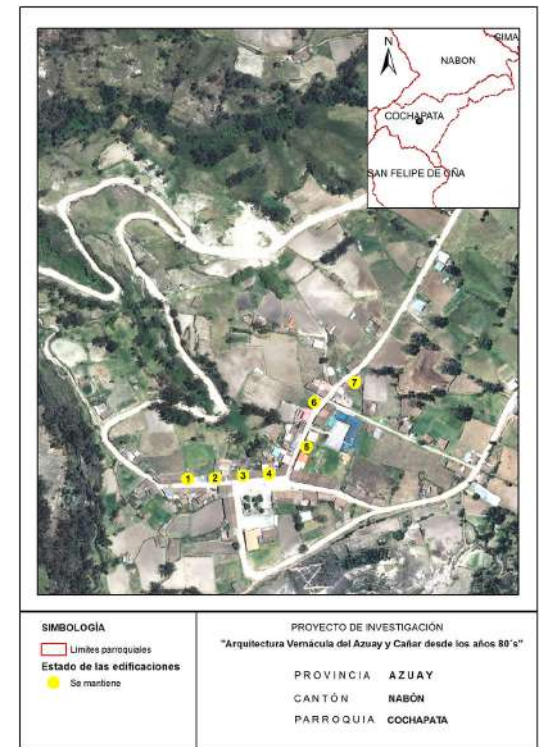 GIMA
N
NABON
COCHAPATA
SAN FELIPE DE OÑA
7
6
5
1 2 3 4
SIMBOLOGÍA
Límites parroquiales
Estado de las edificaciones
Se mantiene
PROYECTO DE INVESTIGACIÓN
"Arquitectura Vernácula del Azuay y Cañar desde los años 80´s"
PROVINCIA AZUAY
CANTÓN NABÓN
PARROQUIA COCHAPATA